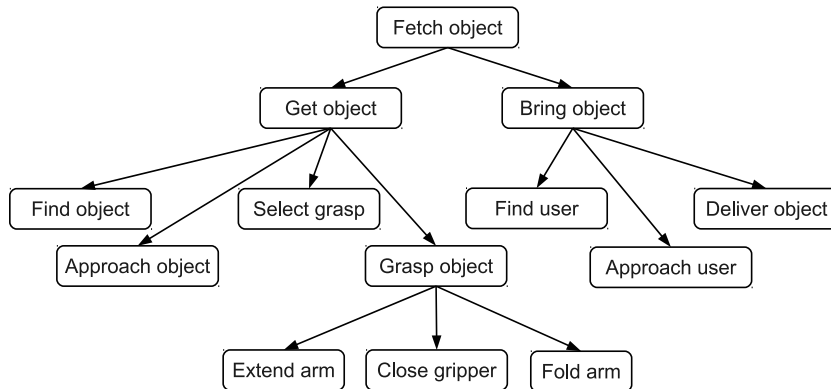 Fetch object
Get object
Bring object
Find object
Select grasp
Find user
Deliver object
Approach object
Grasp object
Approach user
Extend arm
Close gripper
Fold arm